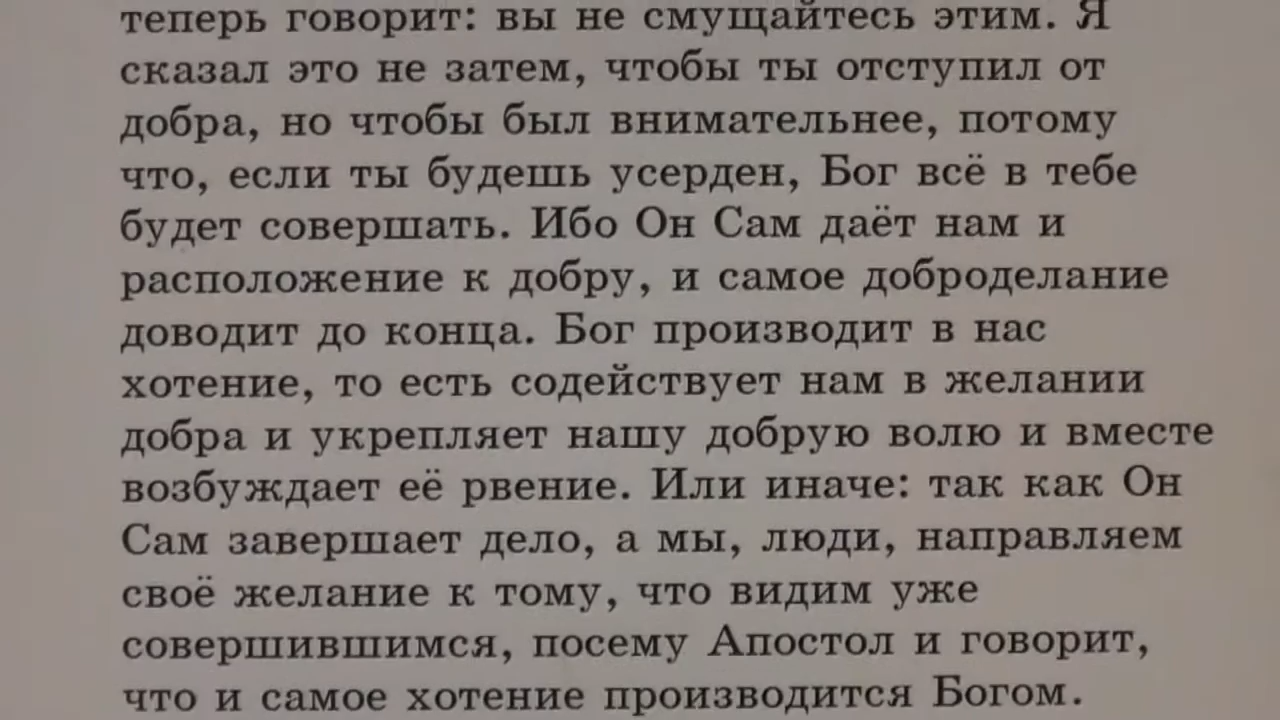 теперь говорит: вы не смущайтесь этим. Я
сказал это не затем, чтобы ты отступил от
добра, но чтобы был внимательнее, потому
что, если ты будешь усерден, Бог всё в тебе
будет совершать. Ибо Он Сам даёт нам и
расположение к добру, и самое доброделание
доводит до конца. Бог производит в нас
хотение, то есть содействует нам в желании
добра и укрепляет нашу добрую волю и вместе
возбуждает её рвение. Или иначе: так как Он
Сам завершает дело, а мы, люди, направляем
своё желание к тому, что видим уже
совершившимся, посему Апостол и говорит,
что и самое хотение производится Богом.